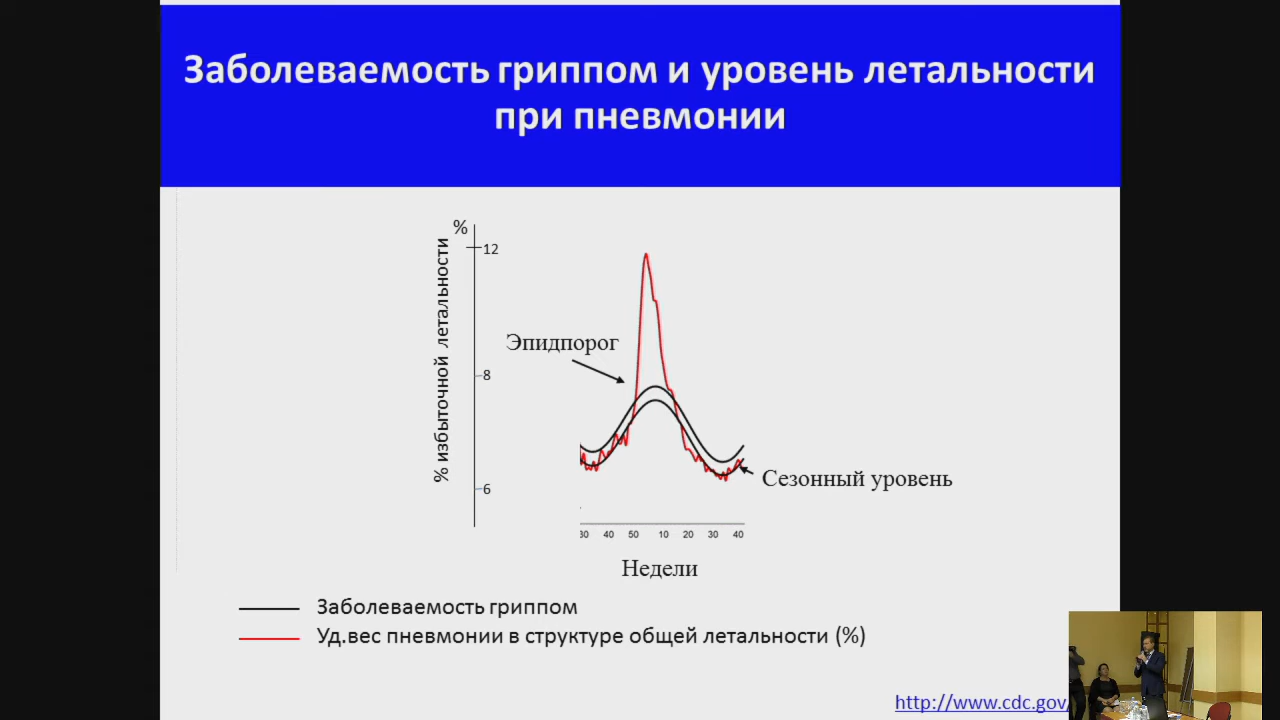 Заболеваемость гриппом и уровень летальности
при пневмонии
%
% избыточной летальности
12
8
6
Эпидпорог
Сезонный уровень
30 40 50 10 20 30 40
Недели
Заболеваемость гриппом
Уд.вес пневмонии в структуре общей летальности (%)
http://www.cdc.gov/